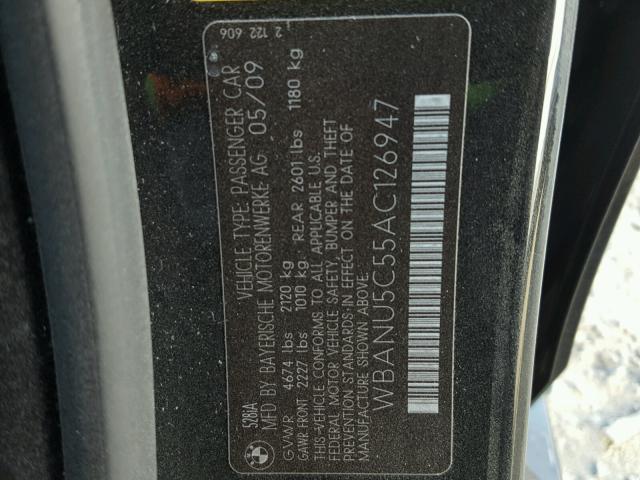 528iA
2 122 606
VEHICLE TYPE: PASSENGER CAR
MFD BY BAYERISCHE MOTORENWERKE AG 05/09
GVWR 4674 lbs 2120 kg
GAWR FRONT 2227 lbs 1010 kg REAR 2601 lbs 1180 kg
THIS VEHICLE CONFORMS TO ALL APPLICABLE U.S.
FEDERAL MOTOR VEHICLE SAFETY, BUMPER AND THEFT
PREVENTION STANDARDS IN EFFECT ON THE DATE OF
MANUFACTURE SHOWN ABOVE.
WBANU5C55AC126947